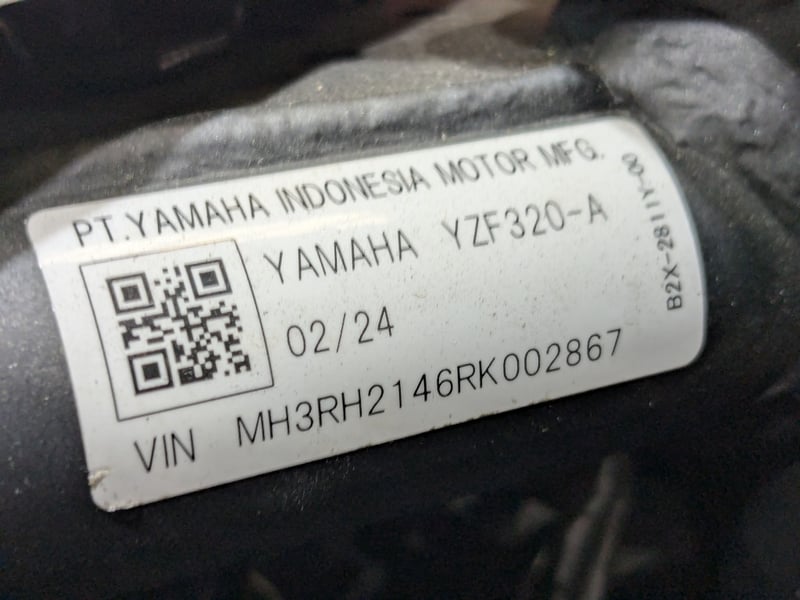 PT.YAMAHA INDONESIA MOTOR MFG.
YAMAHA YZF320-A
02/24
VIN MH3RH2146RK002867
B2X-2811Y-00